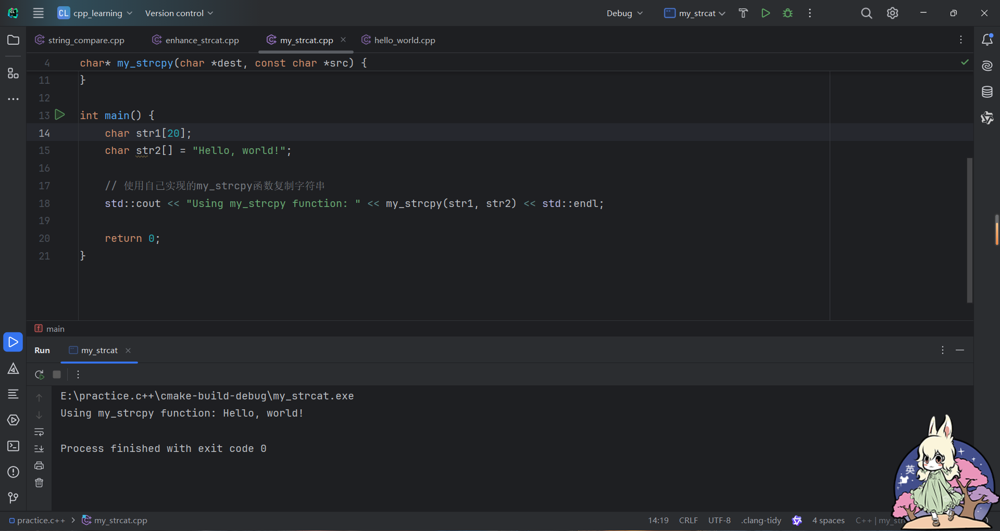 CL cpp_learning Version control Debug my_strcat
string_compare.cpp enhance_strcat.cpp my_strcat.cpp hello_world.cpp
4 char* my_strcpy(char *dest, const char *src) {
11 }
12
13 int main() {
14 char str1[20];
15 char str2[] = "Hello, world!";
16
17 // 使用自己实现的my_strcpy函数复制字符串
18 std::cout << "Using my_strcpy function: " << my_strcpy(str1, str2) << std::endl;
19
20 return 0;
21 }
main
Run my_strcat
E:\practice.c++\cmake-build-debug\my_strcat.exe
Using my_strcpy function: Hello, world!
Process finished with exit code 0
英
practice.c++ > my_strcat.cpp 14:19 CRLF UTF-8 .clang-tidy 4 spaces C++ | my_str